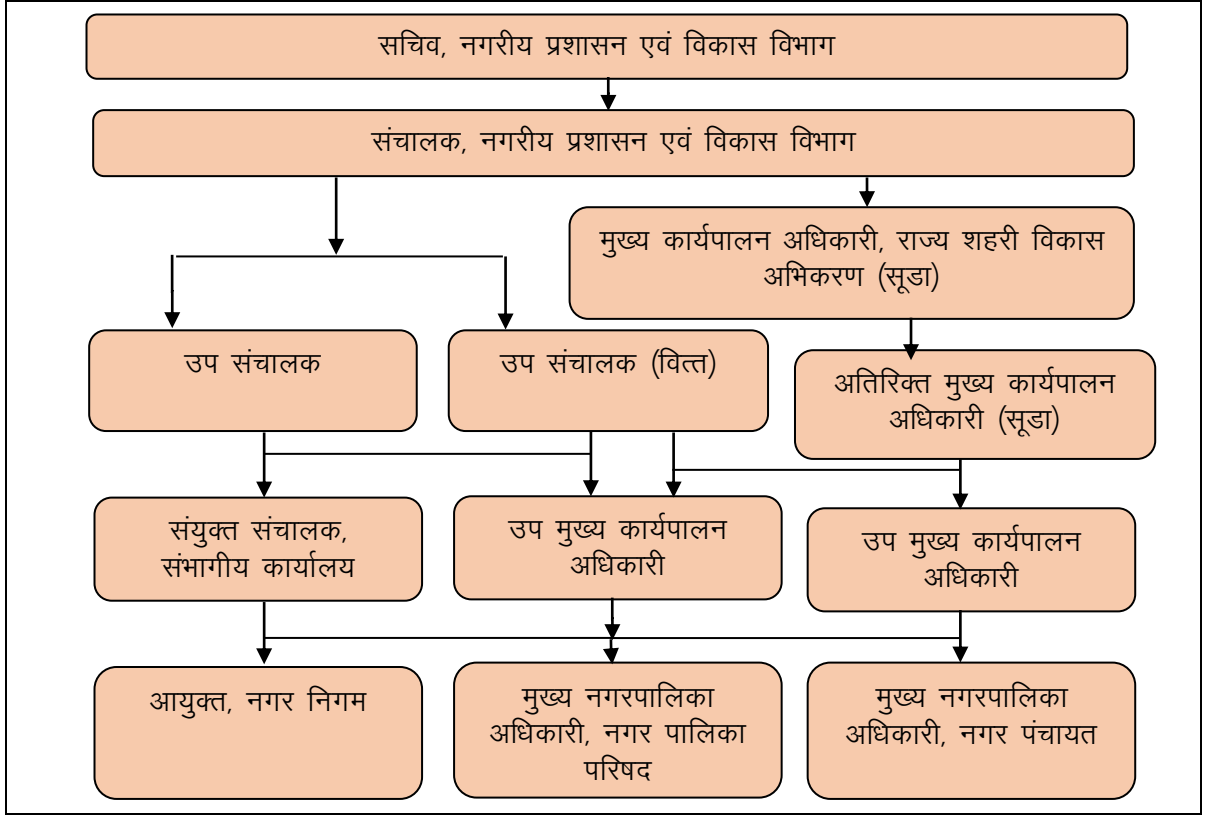 सचिव, नगरीय प्रशासन एवं विकास विभाग
संचालक, नगरीय प्रशासन एवं विकास विभाग
मुख्य कार्यपालन अधिकारी, राज्य शहरी विकास
अभिकरण (सूडा)
उप संचालक
उप संचालक (वित्त)
अतिरिक्त मुख्य कार्यपालन
अधिकारी (सूडा)
संयुक्त संचालक,
संभागीय कार्यालय
उप मुख्य कार्यपालन
अधिकारी
उप मुख्य कार्यपालन
अधिकारी
आयुक्त, नगर निगम
मुख्य नगरपालिका
अधिकारी, नगर पालिका
परिषद
मुख्य नगरपालिका
अधिकारी, नगर पंचायत